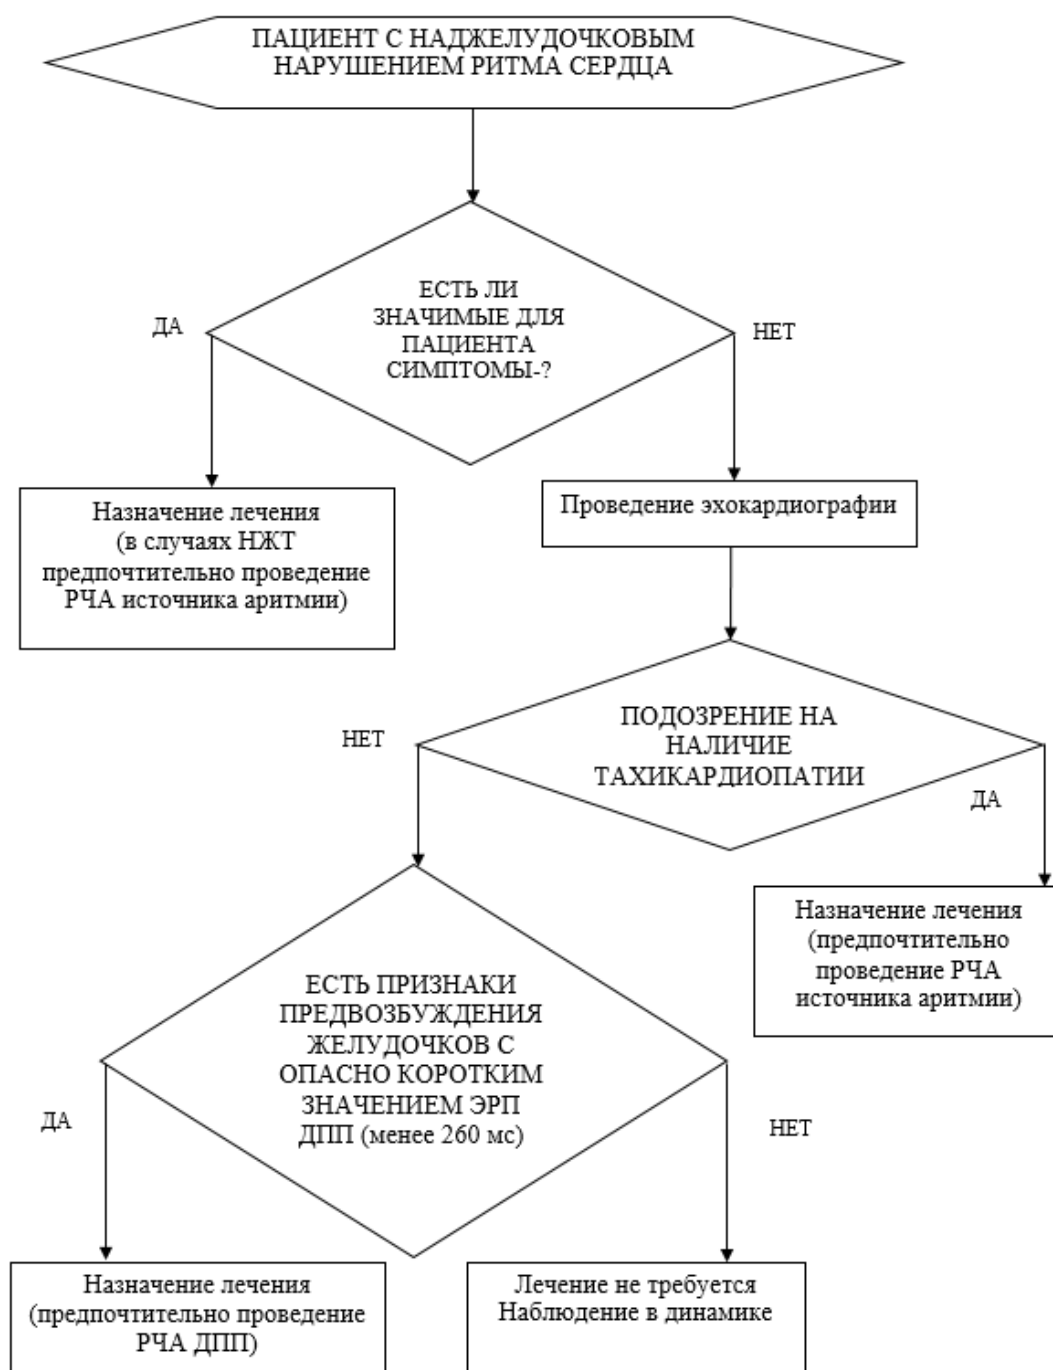 ПАЦИЕНТ С НАДЖЕЛУДОЧКОВЫМ
НАРУШЕНИЕМ РИТМА СЕРДЦА
ЕСТЬ ЛИ
ЗНАЧИМЫЕ ДЛЯ
ПАЦИЕНТА
СИМПТОМЫ-?
ДА
НЕТ
Назначение лечения
(в случаях НЖТ
предпочтительно проведение
РЧА источника аритмии)
Проведение эхокардиографии
ПОДОЗРЕНИЕ НА
НАЛИЧИЕ
ТАХИКАРДИОПАТИИ
НЕТ
ДА
Назначение лечения
(предпочтительно
проведение РЧА
источника аритмии)
ЕСТЬ ПРИЗНАКИ
ПРЕДВОЗБУЖДЕНИЯ
ЖЕЛУДОЧКОВ С
ОПАСНО КОРОТКИМ
ЗНАЧЕНИЕМ ЭРП
ДПП (менее 260 мс)
ДА
НЕТ
Назначение лечения
(предпочтительно проведение
РЧА ДПП)
Лечение не требуется
Наблюдение в динамике